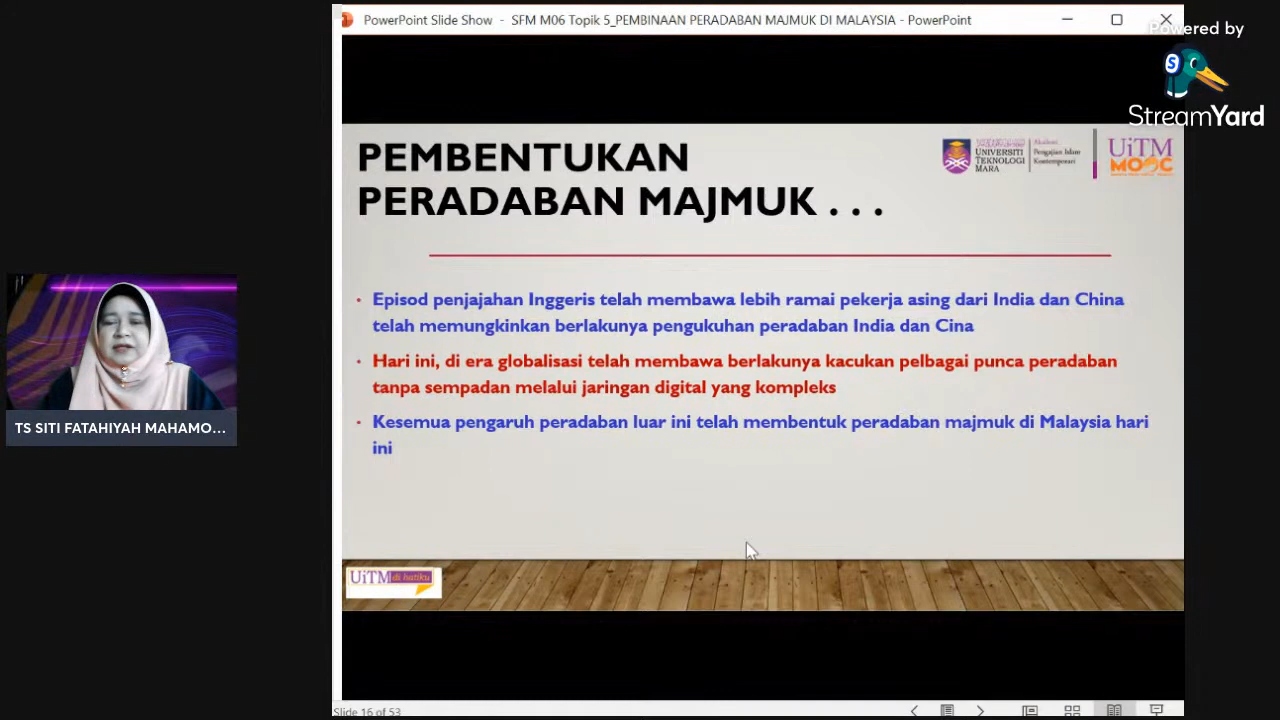 PowerPoint Slide Show - SFM M06 Topik 5_PEMBINAAN PERADABAN MAJMUK DI MALAYSIA - PowerPoint
Powered by
StreamYard
PEMBENTUKAN
PERADABAN MAJMUK . . .
UNIVERSITI
TEKNOLOGI
MARA
Akademi
Pengajian Islam
Kontemporari
UiTM
MOOC
• Episod penjajahan Inggeris telah membawa lebih ramai pekerja asing dari India dan China
telah memungkinkan berlakunya pengukuhan peradaban India dan Cina
• Hari ini, di era globalisasi telah membawa berlakunya kacukan pelbagai punca peradaban
tanpa sempadan melalui jaringan digital yang kompleks
• Kesemua pengaruh peradaban luar ini telah membentuk peradaban majmuk di Malaysia hari
ini
TS SITI FATAHIYAH MAHAMO...
UiTM di hatiku
Slide 16 of 53